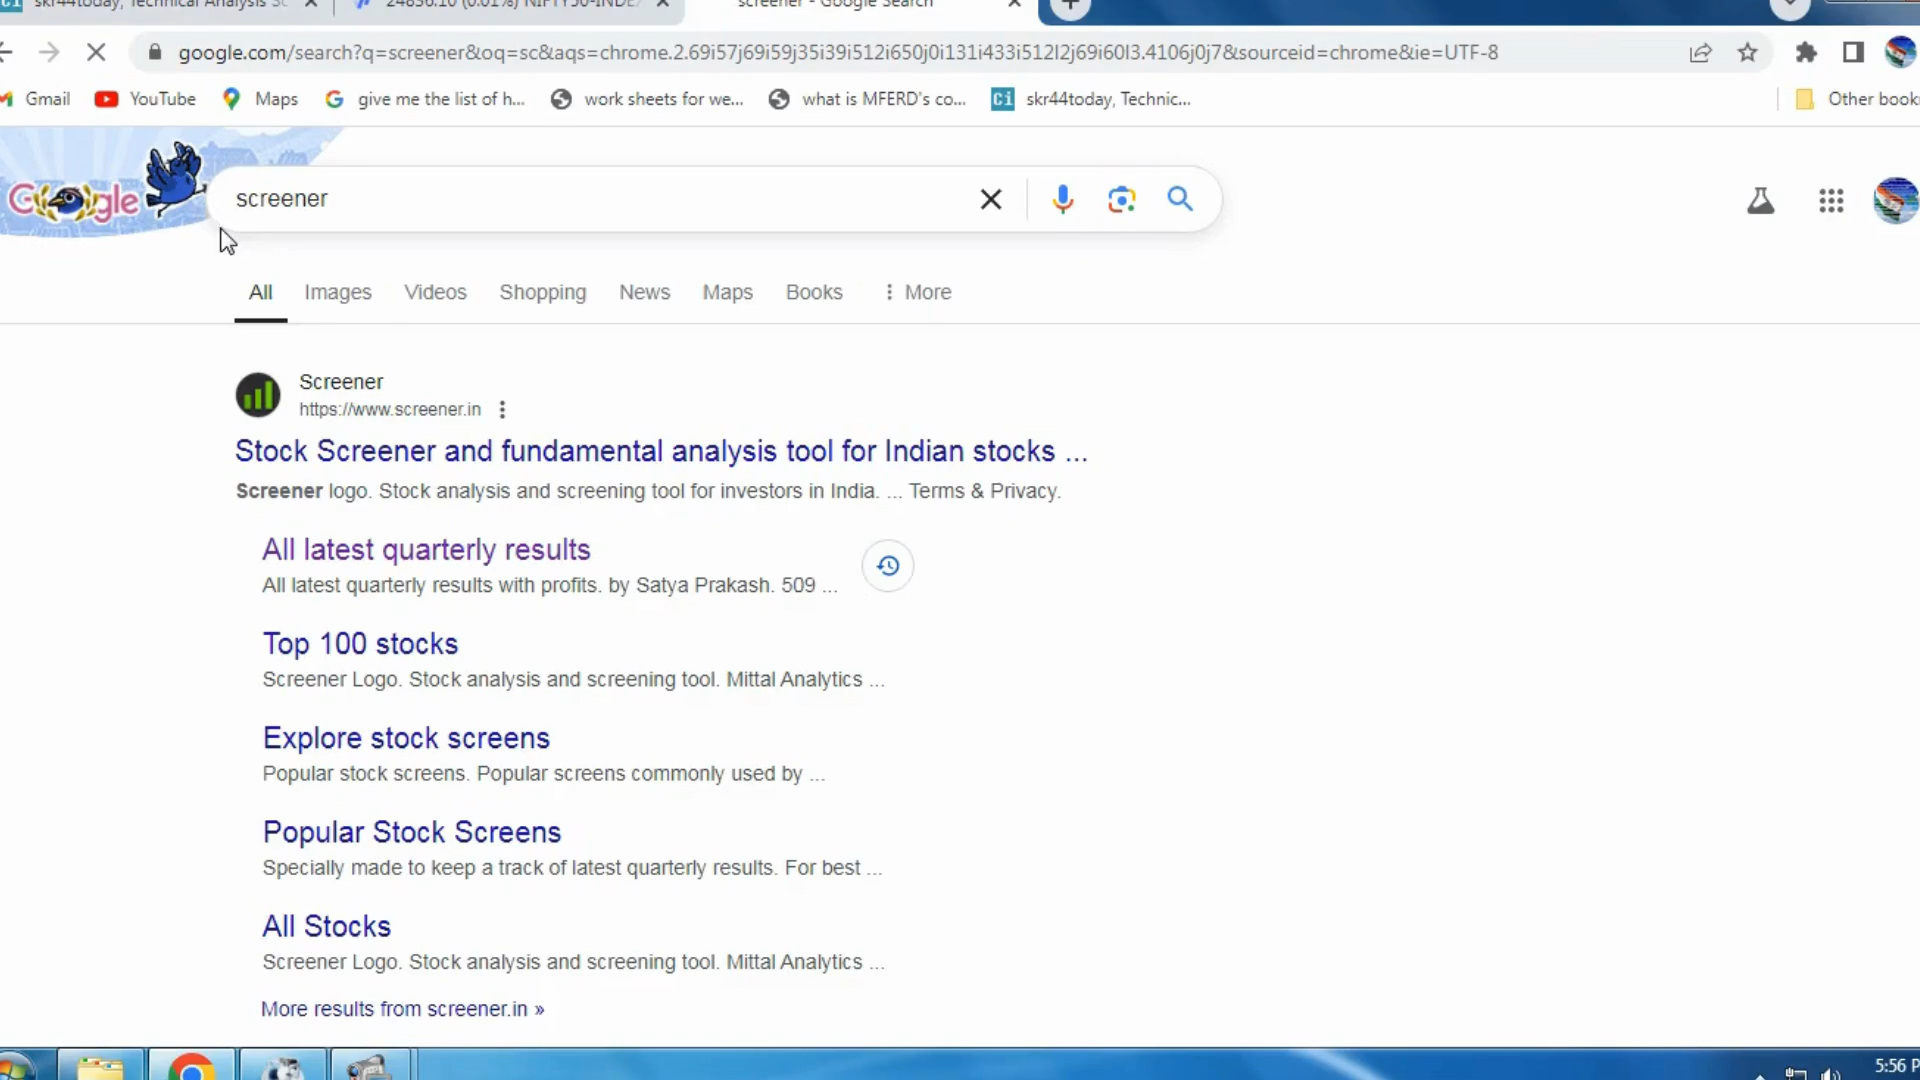 skr44today, Technical Analysis Sc
24836.10 (0.01%) NIFTY50-INDEX
screener - Google Search
google.com/search?q=screener&oq=sc&aqs=chrome.2.69i57j69i59j35i39i512i650j0i131i433i512l2j69i60l3.4106j0j7&sourceid=chrome&ie=UTF-8
Gmail YouTube Maps give me the list of h... work sheets for we... what is MFERD's co... Ci skr44today, Technic... Other book
Google
screener
All Images Videos Shopping News Maps Books More
Screener
https://www.screener.in
Stock Screener and fundamental analysis tool for Indian stocks ...
Screener logo. Stock analysis and screening tool for investors in India. ... Terms & Privacy.
All latest quarterly results
All latest quarterly results with profits. by Satya Prakash. 509 ...
Top 100 stocks
Screener Logo. Stock analysis and screening tool. Mittal Analytics ...
Explore stock screens
Popular stock screens. Popular screens commonly used by ...
Popular Stock Screens
Specially made to keep a track of latest quarterly results. For best ...
All Stocks
Screener Logo. Stock analysis and screening tool. Mittal Analytics ...
More results from screener.in »
5:56 P